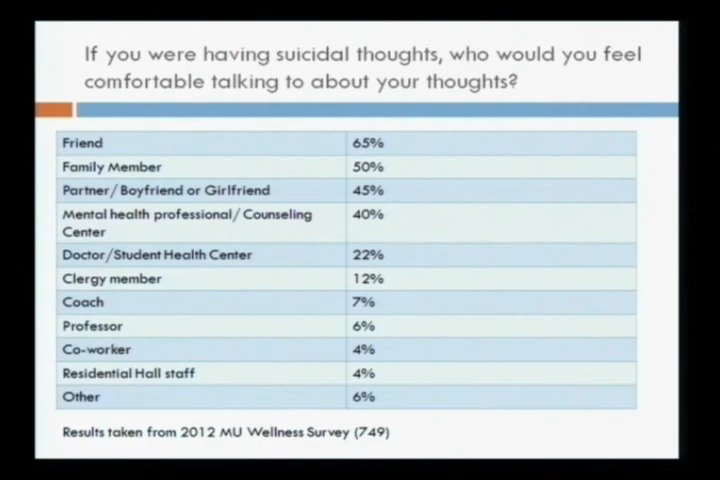 If you were having suicidal thoughts, who would you feel
comfortable talking to about your thoughts?
Friend 65%
Family Member 50%
Partner/ Boyfriend or Girlfriend 45%
Mental health professional/ Counseling 40%
Center
Doctor/Student Health Center 22%
Clergy member 12%
Coach 7%
Professor 6%
Co-worker 4%
Residential Hall staff 4%
Other 6%
Results taken from 2012 MU Wellness Survey (749)